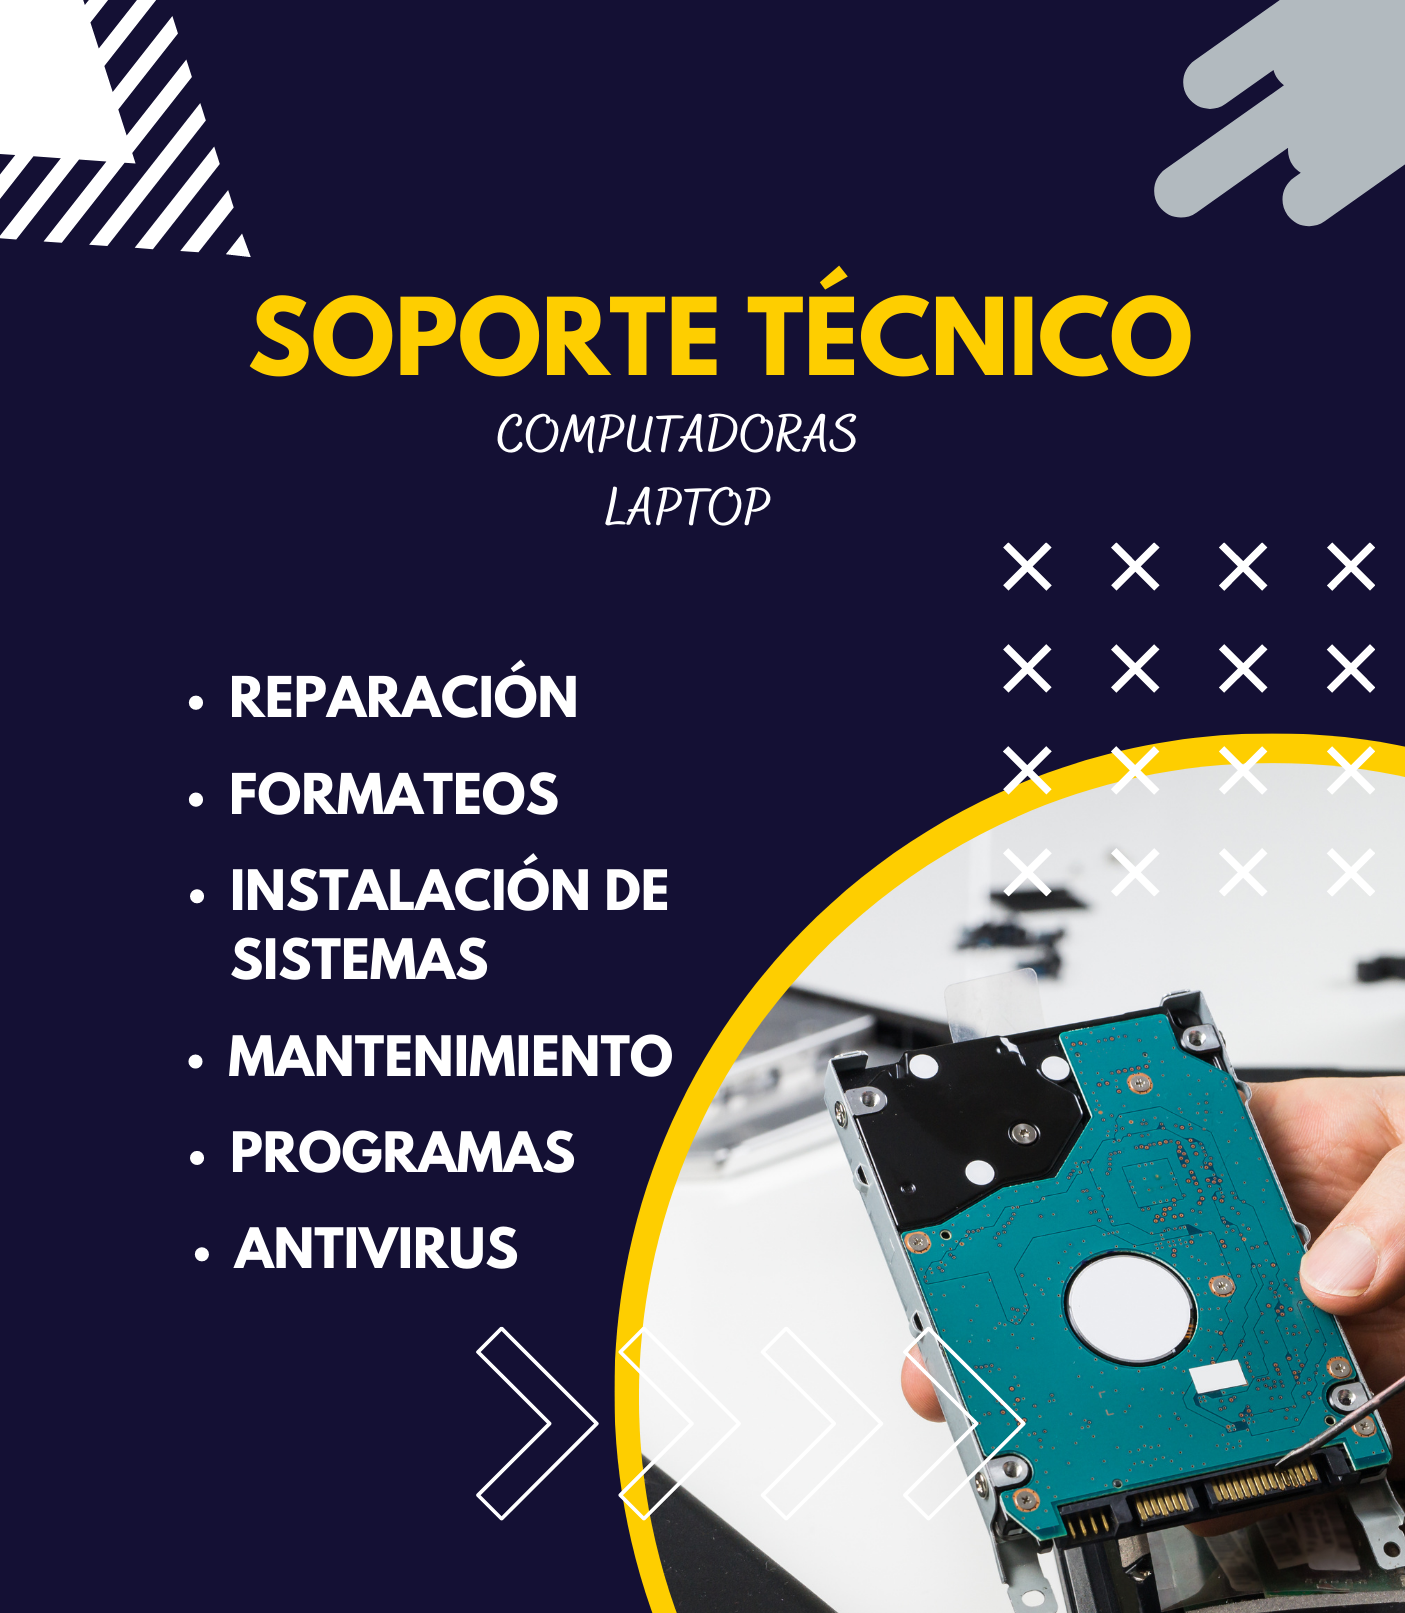 SOPORTE TÉCNICO
COMPUTADORAS
LAPTOP
• REPARACIÓN
• FORMATEOS
• INSTALACIÓN DE
SISTEMAS
• MANTENIMIENTO
• PROGRAMAS
• ANTIVIRUS